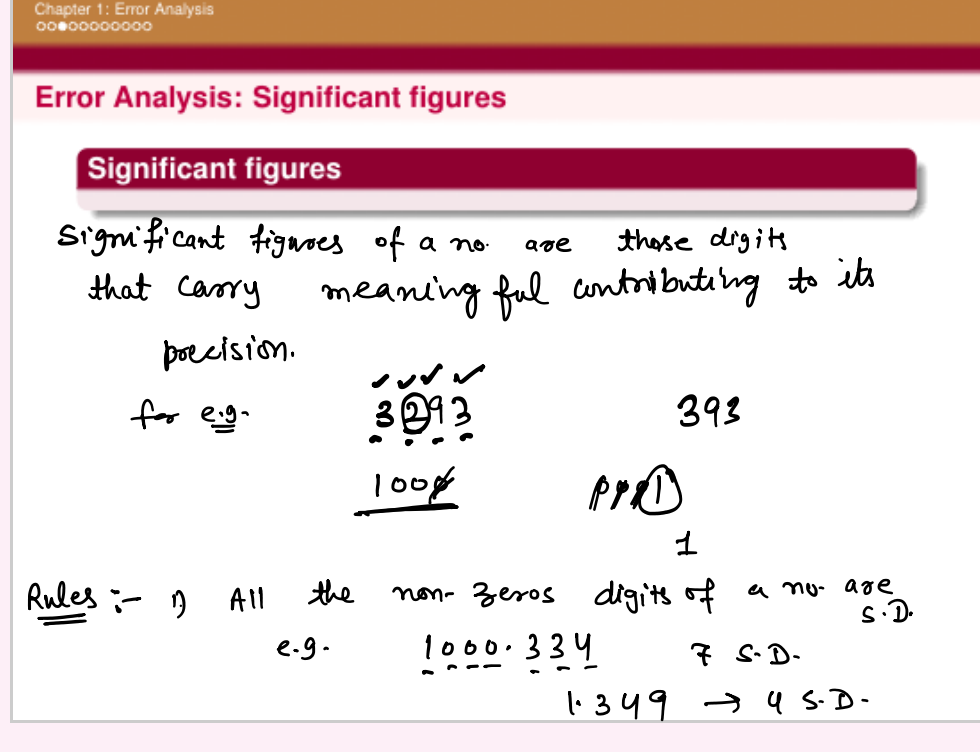 Chapter 1: Error Analysis
Error Analysis: Significant figures
Significant figures
Significant figures of a no. are those digits
that carry meaningful contributing to its
precision.
for e.g. 3293 393
1000 0001
1
Rules :- 1) All the non-zeros digits of a no. are
S.D.
e.g. 1000.334 7 S.D.
1.349 → 4 S.D.